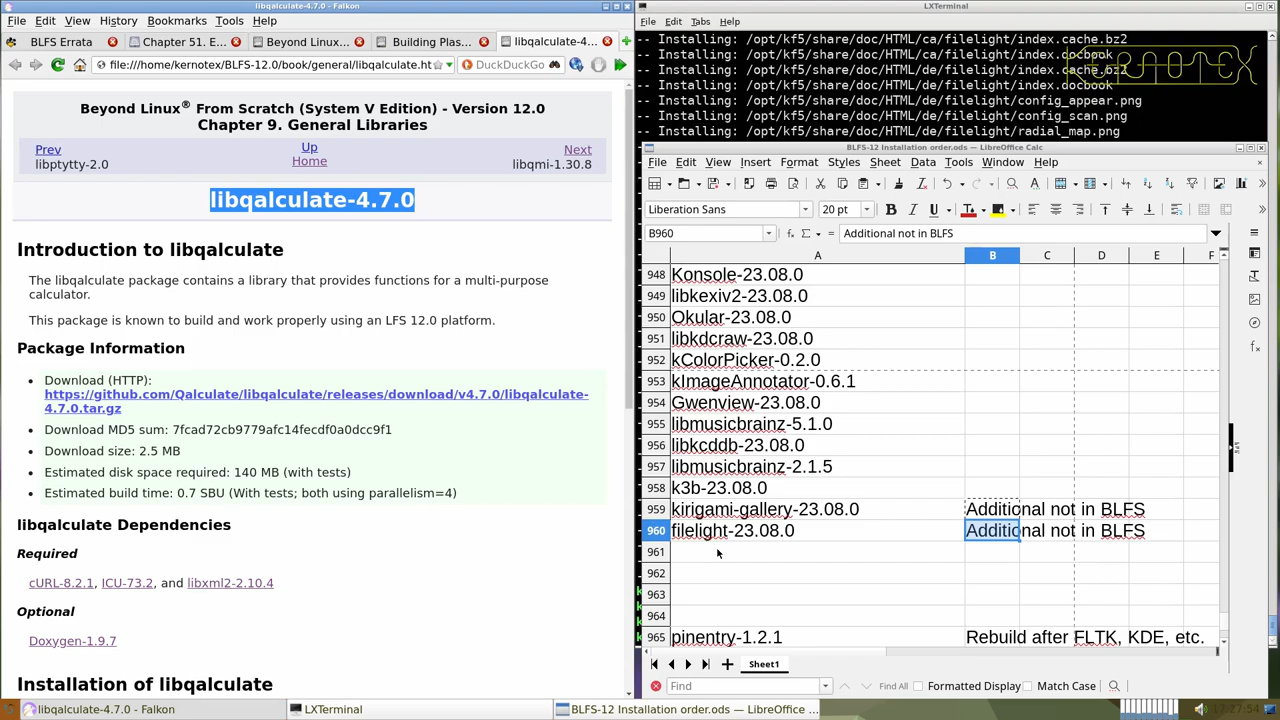 libqalculate-4.7.0 - Falkon
File Edit View History Bookmarks Tools Help
BLFS Errata
Chapter 51. E...
Beyond Linux...
Building Plas...
libqalculate-4...
file:///home/kernotex/BLFS-12.0/book/general/libqalculate.ht
DuckDuckGo
Beyond Linux® From Scratch (System V Edition) - Version 12.0
Chapter 9. General Libraries
Prev
Up
Next
libptytty-2.0
Home
libqmi-1.30.8
libqalculate-4.7.0
Introduction to libqalculate
The libqalculate package contains a library that provides functions for a multi-purpose
calculator.
This package is known to build and work properly using an LFS 12.0 platform.
Package Information
Download (HTTP):
https://github.com/Qalculate/libqalculate/releases/download/v4.7.0/libqalculate-
4.7.0.tar.gz
Download MD5 sum: 7fcad72cb9779afc14fecdf0a0dcc9f1
Download size: 2.5 MB
Estimated disk space required: 140 MB (with tests)
Estimated build time: 0.7 SBU (With tests; both using parallelism=4)
libqalculate Dependencies
Required
cURL-8.2.1, ICU-73.2, and libxml2-2.10.4
Optional
Doxygen-1.9.7
Installation of libqalculate
LXTerminal
File Edit Tabs Help
-- Installing: /opt/kf5/share/doc/HTML/ca/filelight/index.cache.bz2
-- Installing: /opt/kf5/share/doc/HTML/ca/filelight/index.docbook
-- Installing: /opt/kf5/share/doc/HTML/de/filelight/index.cache.bz2
-- Installing: /opt/kf5/share/doc/HTML/de/filelight/index.docbook
-- Installing: /opt/kf5/share/doc/HTML/de/filelight/config_appear.png
-- Installing: /opt/kf5/share/doc/HTML/de/filelight/config_scan.png
-- Installing: /opt/kf5/share/doc/HTML/de/filelight/radial_map.png
KERNOTEX
BLFS-12 Installation order.ods - LibreOffice Calc
File Edit View Insert Format Styles Sheet Data Tools Window Help
Liberation Sans
20 pt
B960
Additional not in BLFS
A B C D E F
948 Konsole-23.08.0
949 libkexiv2-23.08.0
950 Okular-23.08.0
951 libkdcraw-23.08.0
952 kColorPicker-0.2.0
953 kImageAnnotator-0.6.1
954 Gwenview-23.08.0
955 libmusicbrainz-5.1.0
956 libkcddb-23.08.0
957 libmusicbrainz-2.1.5
958 k3b-23.08.0
959 kirigami-gallery-23.08.0 Additional not in BLFS
960 filelight-23.08.0 Additional not in BLFS
961
962
963
964
965 pinentry-1.2.1 Rebuild after FLTK, KDE, etc.
Sheet1
Find
Find All
Formatted Display
Match Case
libqalculate-4.7.0 - Falkon
LXTerminal
BLFS-12 Installation order.ods - LibreOffice ...
17:27:54